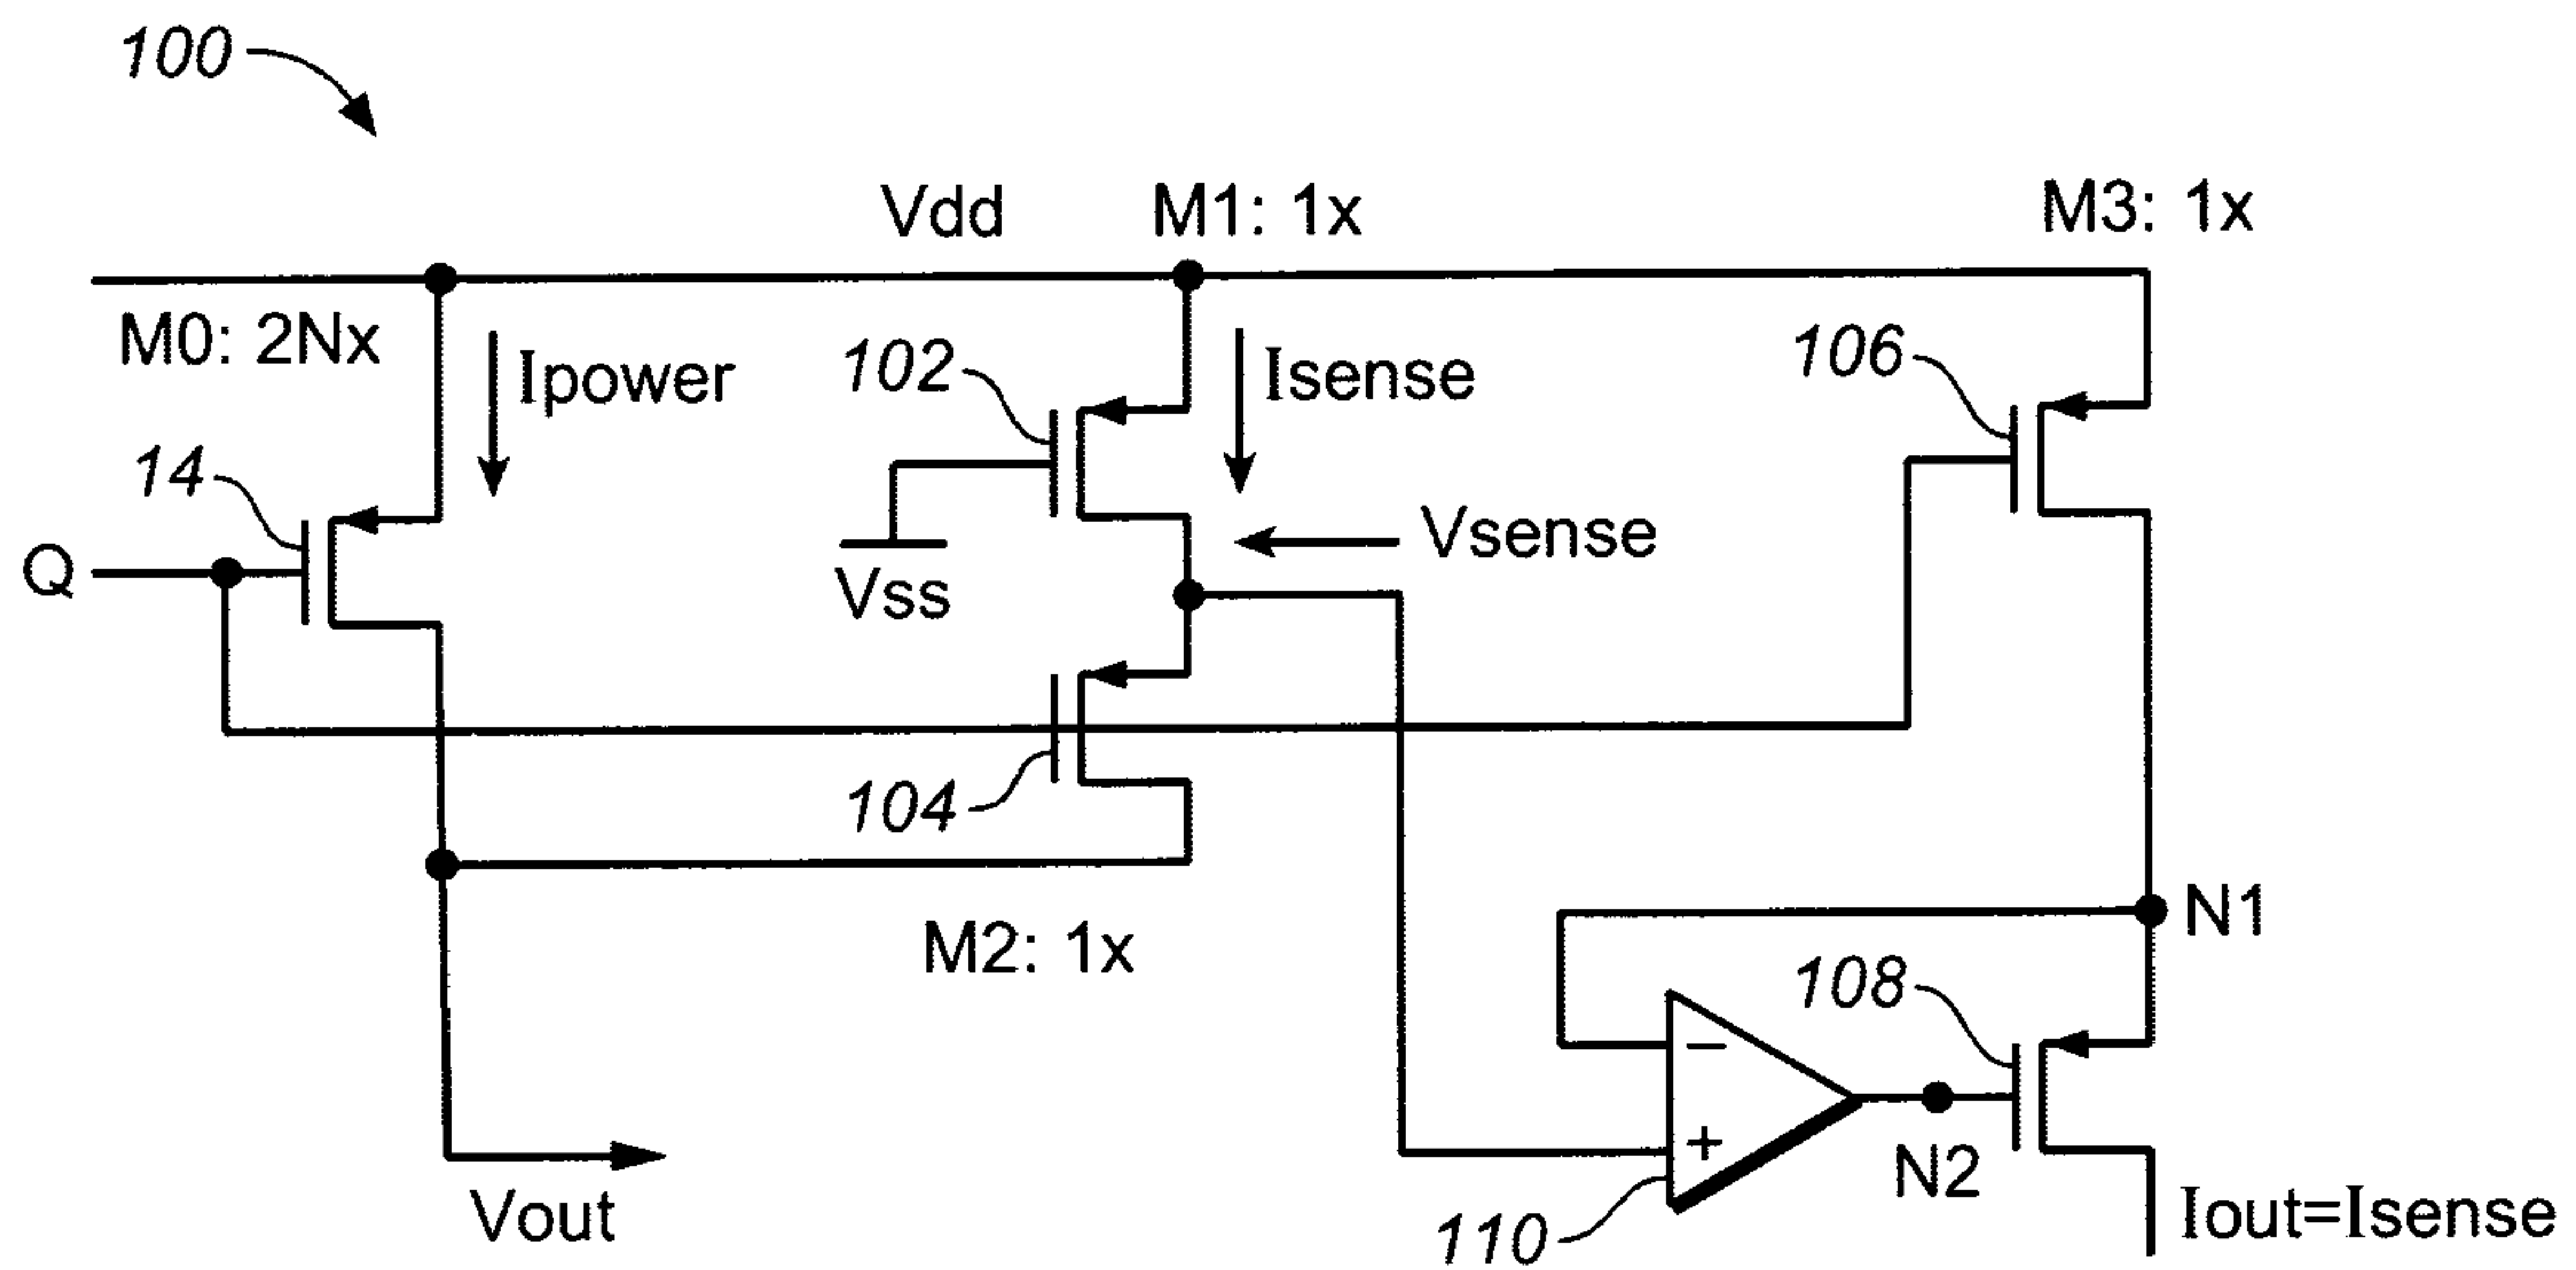 100
Vdd
M1: 1x
M3: 1x
M0: 2Nx
Ipower
102
Isense
106
14
Q
Vss
Vsense
104
M2: 1x
N1
108
−
+
N2
110
Vout
Iout=Isense